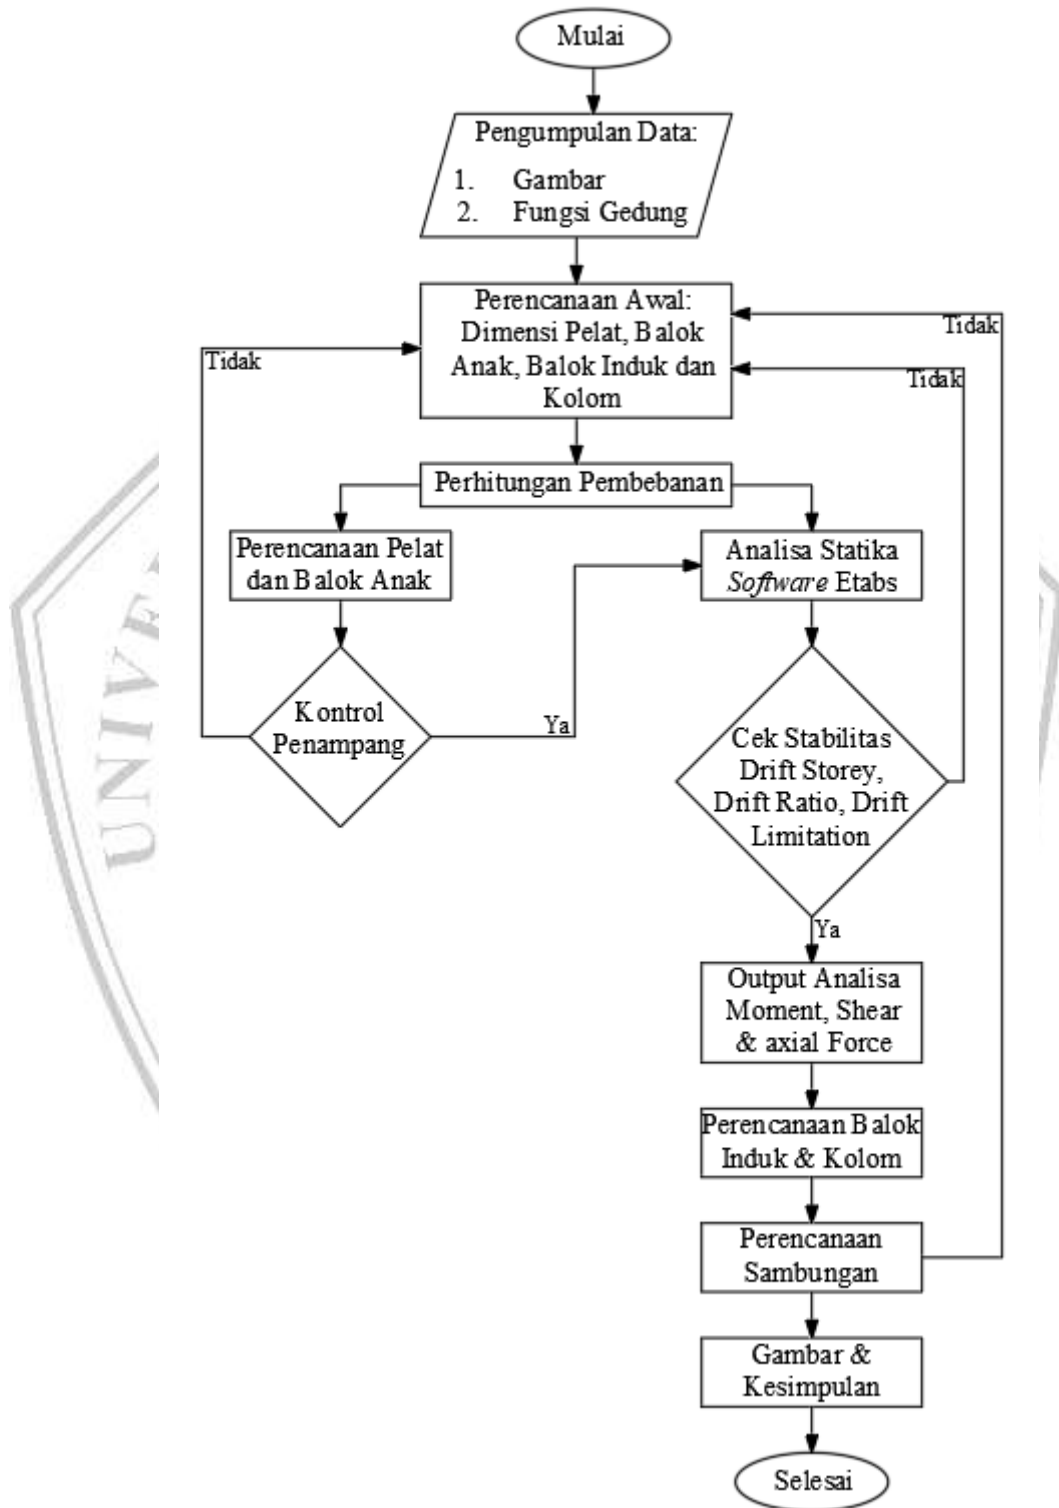 Mulai
Pengumpulan Data:
1. Gambar
2. Fungsi Gedung
Perencanaan Awal:
Dimensi Pelat, Balok
Anak, Balok Induk dan
Kolom
Tidak
Tidak
Tidak
Perhitungan Pembebanan
Perencanaan Pelat
dan Balok Anak
Analisa Statika
Software Etabs
Kontrol
Penampang
Ya
Cek Stabilitas
Drift Storey,
Drift Ratio, Drift
Limitation
Ya
Output Analisa
Moment, Shear
& axial Force
Perencanaan Balok
Induk & Kolom
Perencanaan
Sambungan
Gambar &
Kesimpulan
Selesai
UNIVE